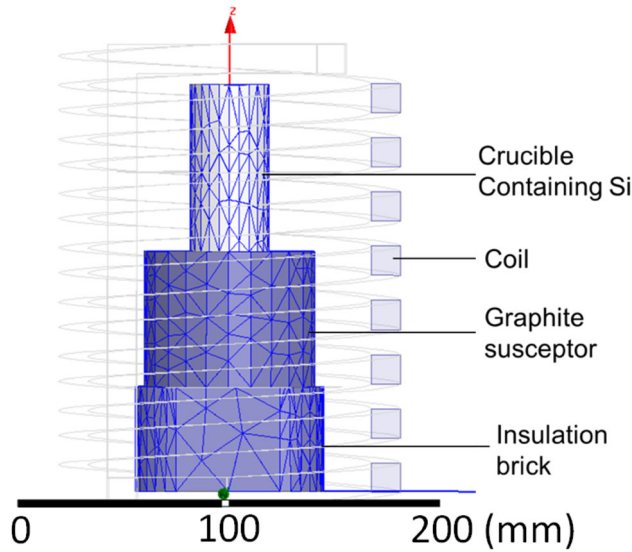 z
Crucible
Containing Si
Coil
Graphite
susceptor
Insulation
brick
0 100 200 (mm)